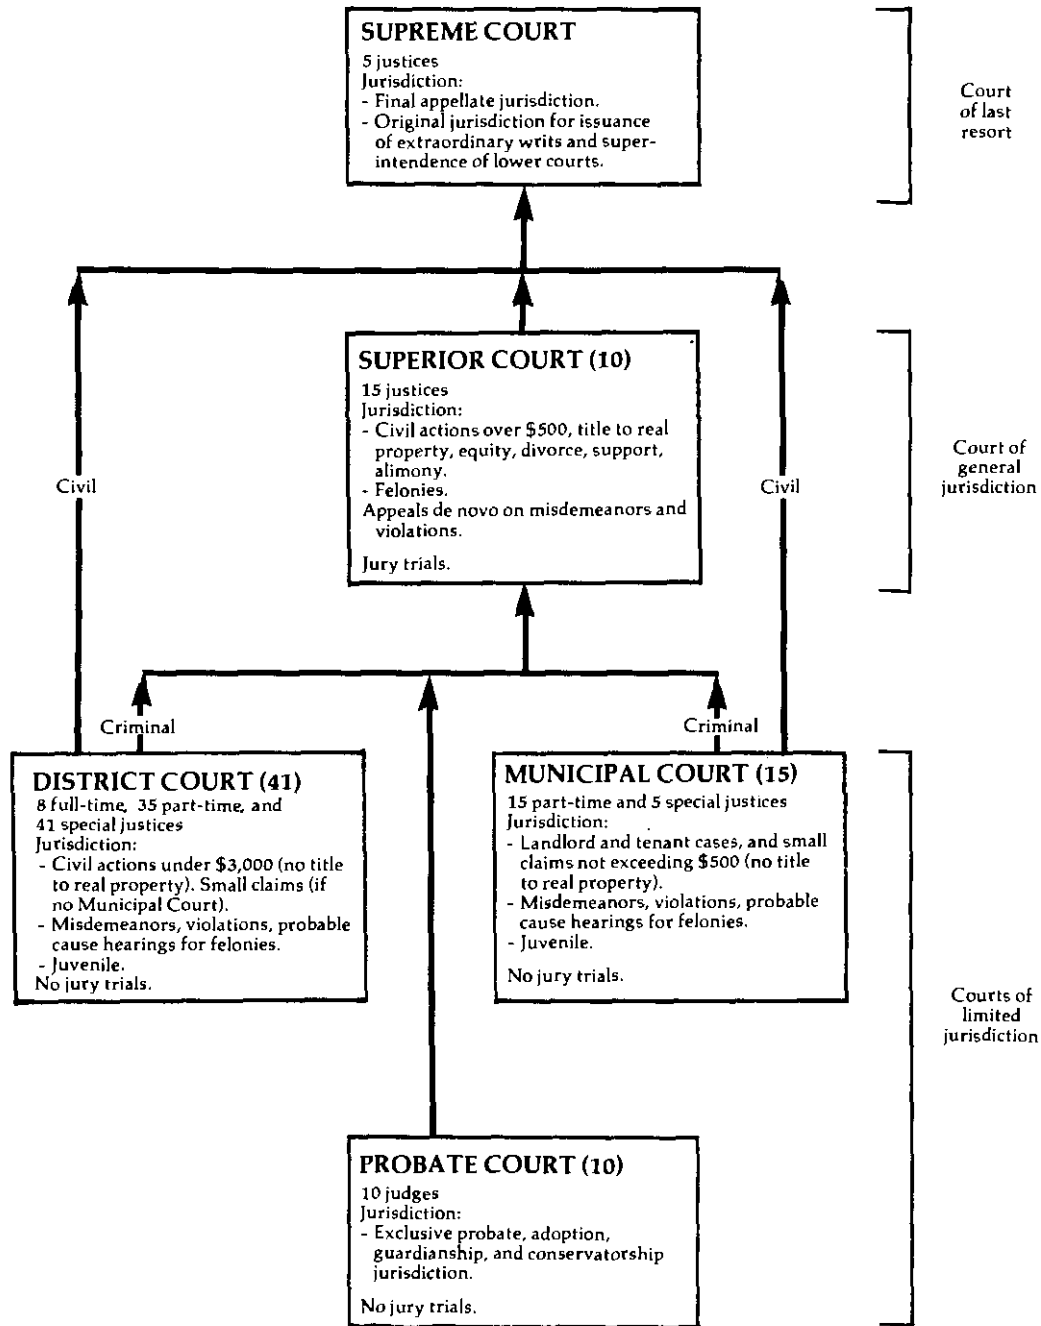 SUPREME COURT
5 justices
Jurisdiction:
- Final appellate jurisdiction.
- Original jurisdiction for issuance
of extraordinary writs and super-
intendence of lower courts.
Court
of last
resort
SUPERIOR COURT (10)
15 justices
Jurisdiction:
- Civil actions over $500, title to real
property, equity, divorce, support,
alimony.
- Felonies.
Appeals de novo on misdemeanors and
violations.
Jury trials.
Civil
Civil
Court of
general
jurisdiction
Criminal
Criminal
DISTRICT COURT (41)
8 full-time, 35 part-time, and
41 special justices
Jurisdiction:
- Civil actions under $3,000 (no title
to real property). Small claims (if
no Municipal Court).
- Misdemeanors, violations, probable
cause hearings for felonies.
- Juvenile.
No jury trials.
MUNICIPAL COURT (15)
15 part-time and 5 special justices
Jurisdiction:
- Landlord and tenant cases, and small
claims not exceeding $500 (no title
to real property).
- Misdemeanors, violations, probable
cause hearings for felonies.
- Juvenile.
No jury trials.
Courts of
limited
jurisdiction
PROBATE COURT (10)
10 judges
Jurisdiction:
- Exclusive probate, adoption,
guardianship, and conservatorship
jurisdiction.
No jury trials.